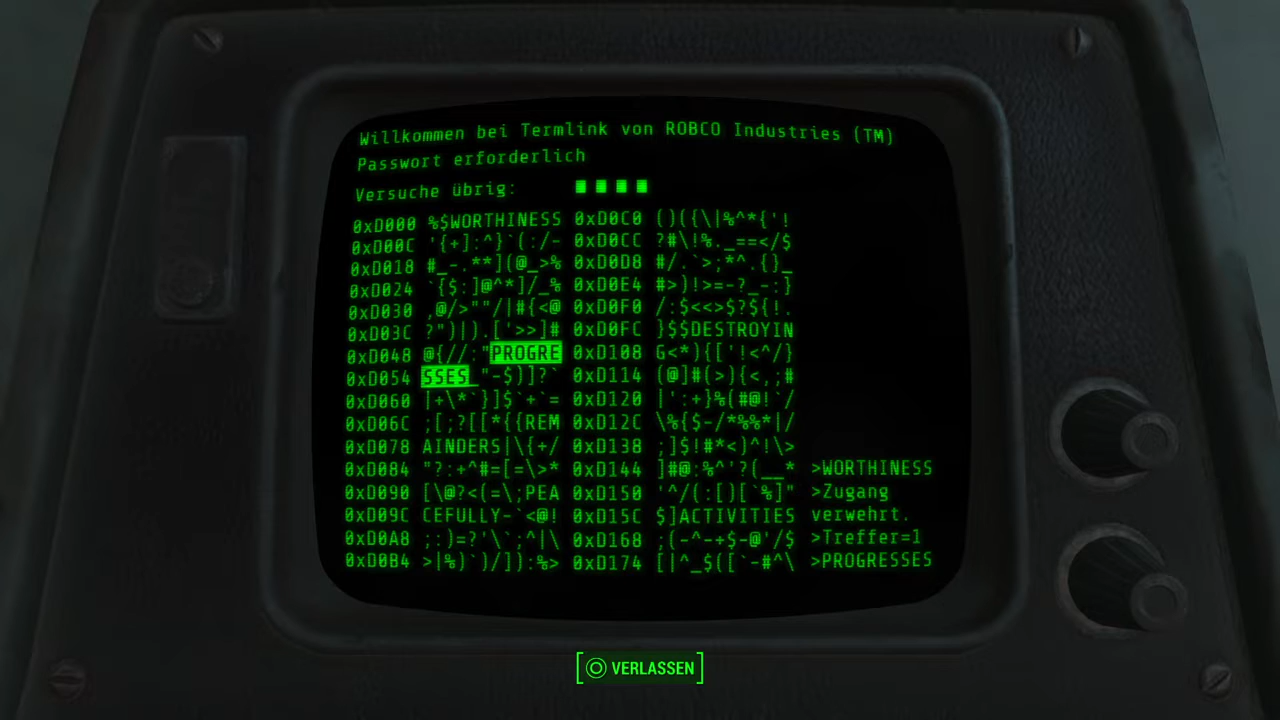 Willkommen bei Termlink von ROBCO Industries (TM)
Passwort erforderlich
Versuche übrig: ■ ■ ■ ■
0xD000 %$WORTHINESS 0xD0C0 ()({\|%^*{'!
0xD00C '{+]:^}`(:/- 0xD0CC ?#\!%._==</$
0xD018 #_-.**](@_>% 0xD0D8 #/.`>;*^.{}_
0xD024 `{$:]@^*]/_% 0xD0E4 #>)!>=-?_-:}
0xD030 ,@/>""/|#{<@ 0xD0F0 /:$<<>$?${!.
0xD03C ?")|).['>>]# 0xD0FC }$$DESTROYIN
0xD048 @{//:"PROGRE 0xD108 G<*){['!<^/}
0xD054 SSES_"-$)]?` 0xD114 (@]#(>){<,;#
0xD060 |+\*`}]$`+`= 0xD120 |':+}%(#@!`/
0xD06C ;[;?[[*{{REM 0xD12C \%{$-/*%%*|/
0xD078 AINDERS|\{+/ 0xD138 ;]$!#*<)^!\>
0xD084 "?:+^#=[=\>* 0xD144 ]#@:%^'?(__* >WORTHINESS
0xD090 [\@?<(=\;PEA 0xD150 '^/(:[)[`%]" >Zugang
0xD09C CEFULLY-`<@! 0xD15C $]ACTIVITIES verwehrt.
0xD0A8 ;:)=?'\`;^|\ 0xD168 ;(-^-+$-@'/$ >Treffer=1
0xD0B4 >|%)`)/]):%> 0xD174 [|^_$([`-#^\ >PROGRESSES
VERLASSEN